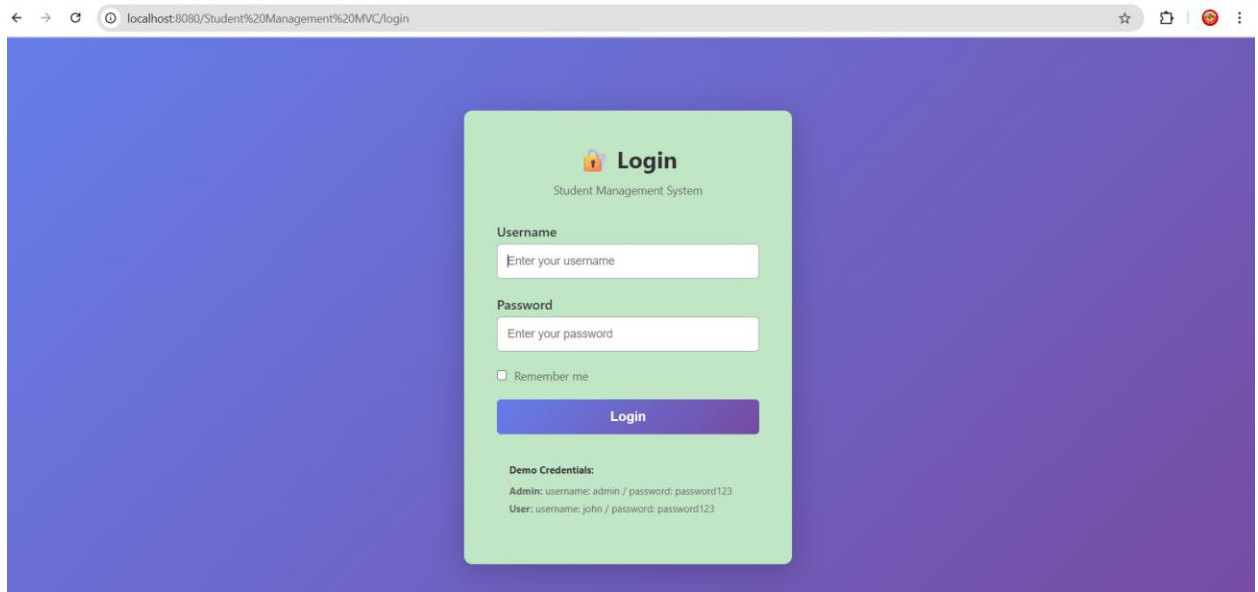 localhost:8080/Student%20Management%20MVC/login
Login
Student Management System
Username
Enter your username
Password
Enter your password
Remember me
Login
Demo Credentials:
Admin: username: admin / password: password123
User: username: john / password: password123